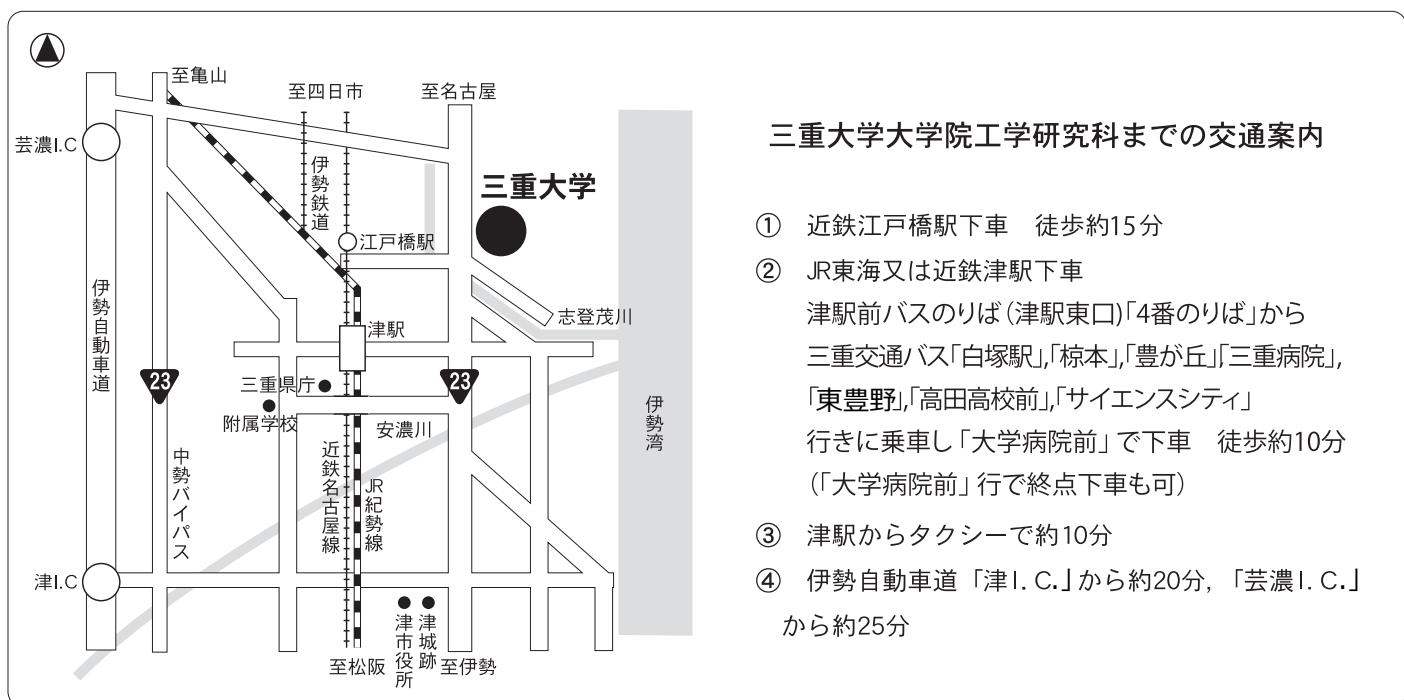 至亀山
至四日市
至名古屋
芸濃I.C
伊勢鉄道
三重大学
江戸橋駅
伊勢自動車道
志登茂川
津駅
23
23
三重県庁
附属学校
安濃川
伊勢湾
中勢バイパス
近鉄名古屋線
JR紀勢線
津I.C
津市役所
津城跡
至松阪
至伊勢
三重大学大学院工学研究科までの交通案内
① 近鉄江戸橋駅下車 徒歩約15分
② JR東海又は近鉄津駅下車
津駅前バスのりば(津駅東口)「4番のりば」から
三重交通バス「白塚駅」,「椋本」,「豊が丘」,「三重病院」,
「東豊野」,「高田高校前」,「サイエンスシティ」
行きに乗車し「大学病院前」で下車 徒歩約10分
(「大学病院前」行で終点下車も可)
③ 津駅からタクシーで約10分
④ 伊勢自動車道「津I.C.」から約20分,「芸濃I.C.」
から約25分